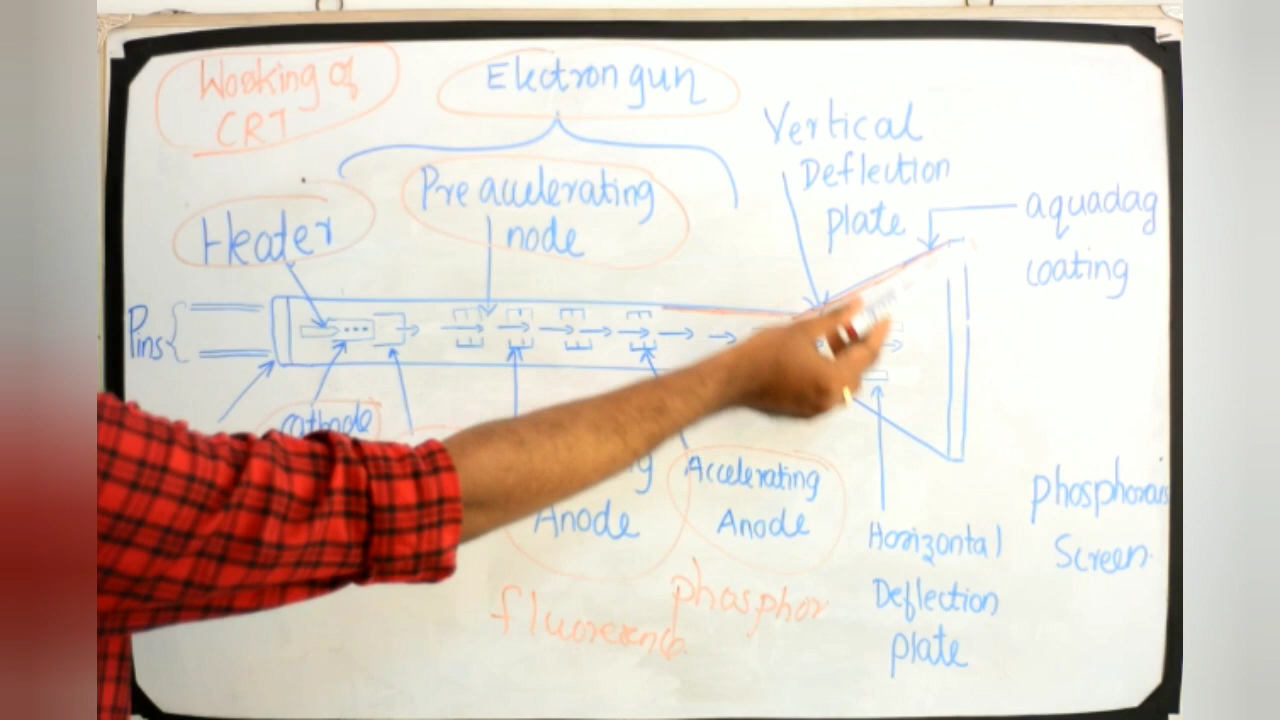 Working of
CRT
Electron gun
Vertical
Deflection
plate
Pre accelerating
node
aquadag
coating
Heater
Pins
cathode
Anode
Accelerating
Anode
Horizontal
Deflection
plate
phosphorous
Screen.
phosphor